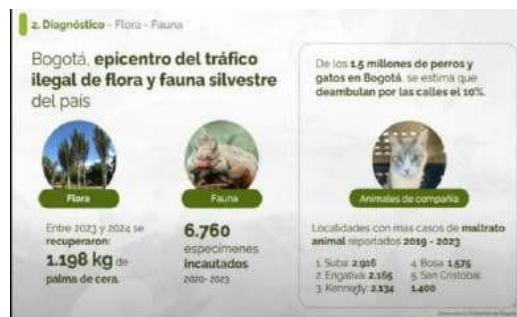 2. Diagnóstico - Flora - Fauna
Bogotá, epicentro del tráfico
ilegal de flora y fauna silvestre
del país
Flora
Entre 2023 y 2024 se
recuperaron:
1.198 kg de
palma de cera.
Fauna
6.760
especímenes
incautados
2020-2023
De los 1.5 millones de perros y
gatos en Bogotá, se estima que
deambulan por las calles el 10%.
Animales de compañía
Localidades con más casos de maltrato
animal reportados 2019 - 2023
1. Suba: 2.916
2. Engativá: 2.165
3. Kennedy: 2.134
4. Bosa: 1.575
5. San Cristóbal:
1.400